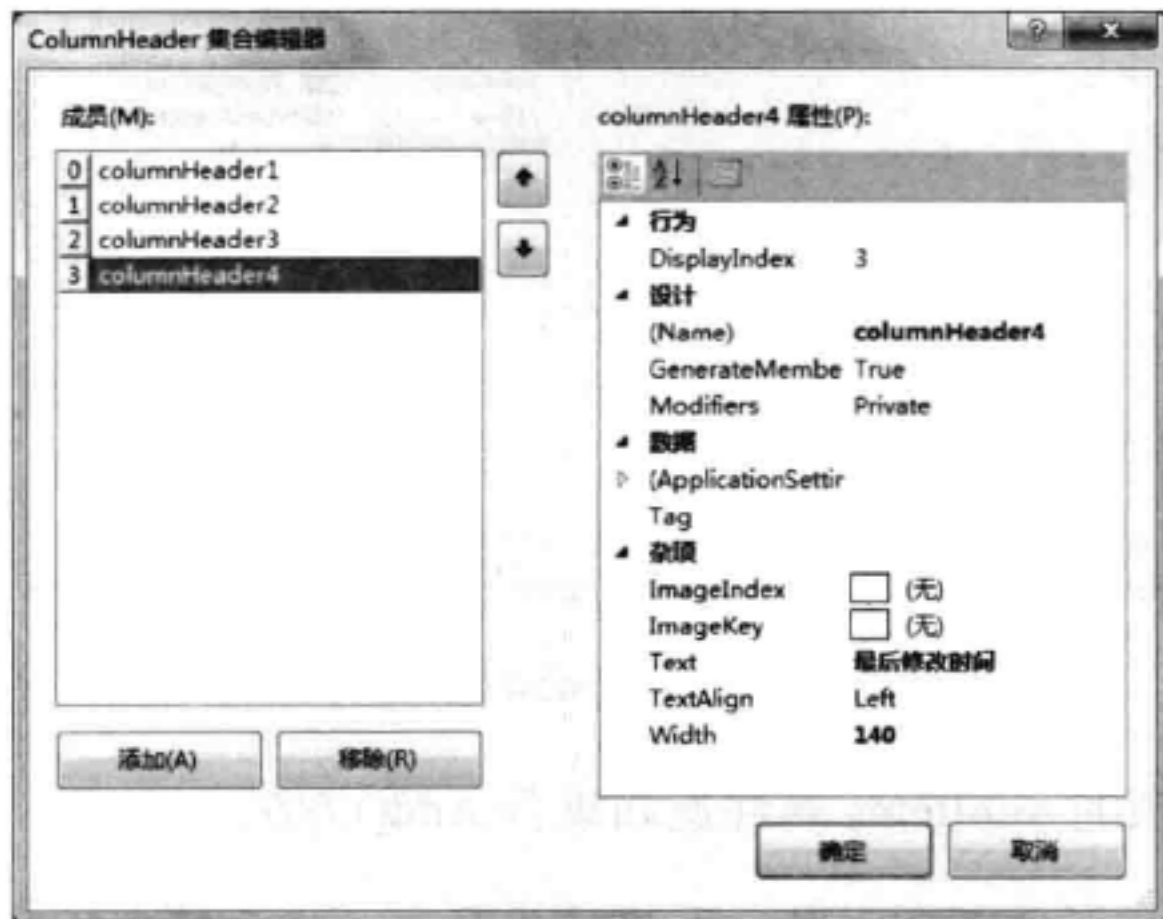 ColumnHeader 集合编辑器
成员(M):
0 columnHeader1
1 columnHeader2
2 columnHeader3
3 columnHeader4
添加(A)
移除(R)
columnHeader4 属性(P):
行为
DisplayIndex 3
设计
(Name) columnHeader4
GenerateMembe True
Modifiers Private
数据
(ApplicationSettir
Tag
杂项
ImageIndex (无)
ImageKey (无)
Text 最后修改时间
TextAlign Left
Width 140
确定
取消